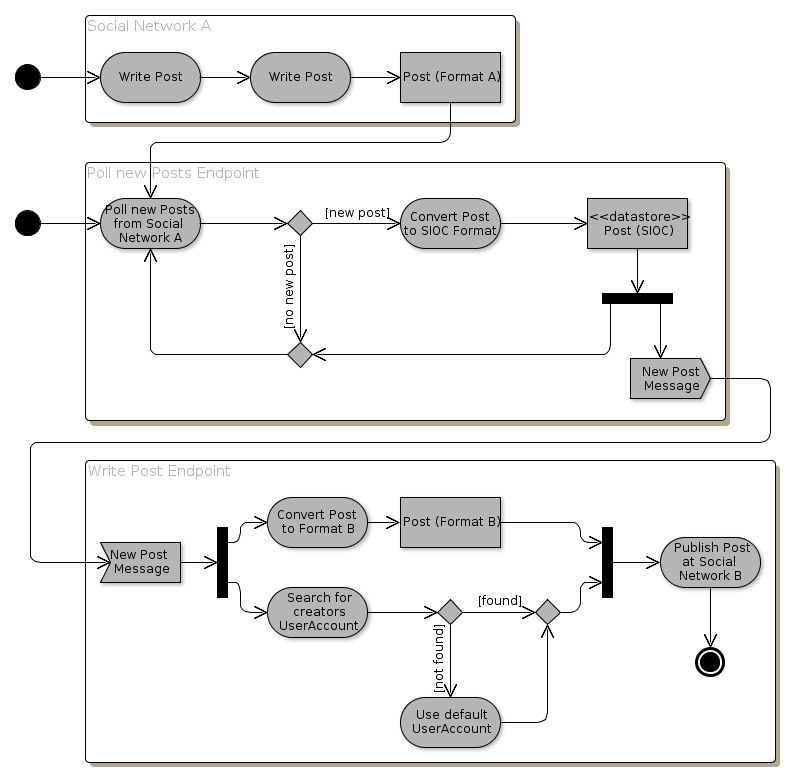 Social Network A
Write Post
Write Post
Post (Format A)
Poll new Posts Endpoint
Poll new Posts
from Social
Network A
[new post]
Convert Post
to SIOC Format
<<datastore>>
Post (SIOC)
[no new post]
New Post
Message
Write Post Endpoint
New Post
Message
Convert Post
to Format B
Post (Format B)
Search for
creators
UserAccount
[found]
[not found]
Use default
UserAccount
Publish Post
at Social
Network B